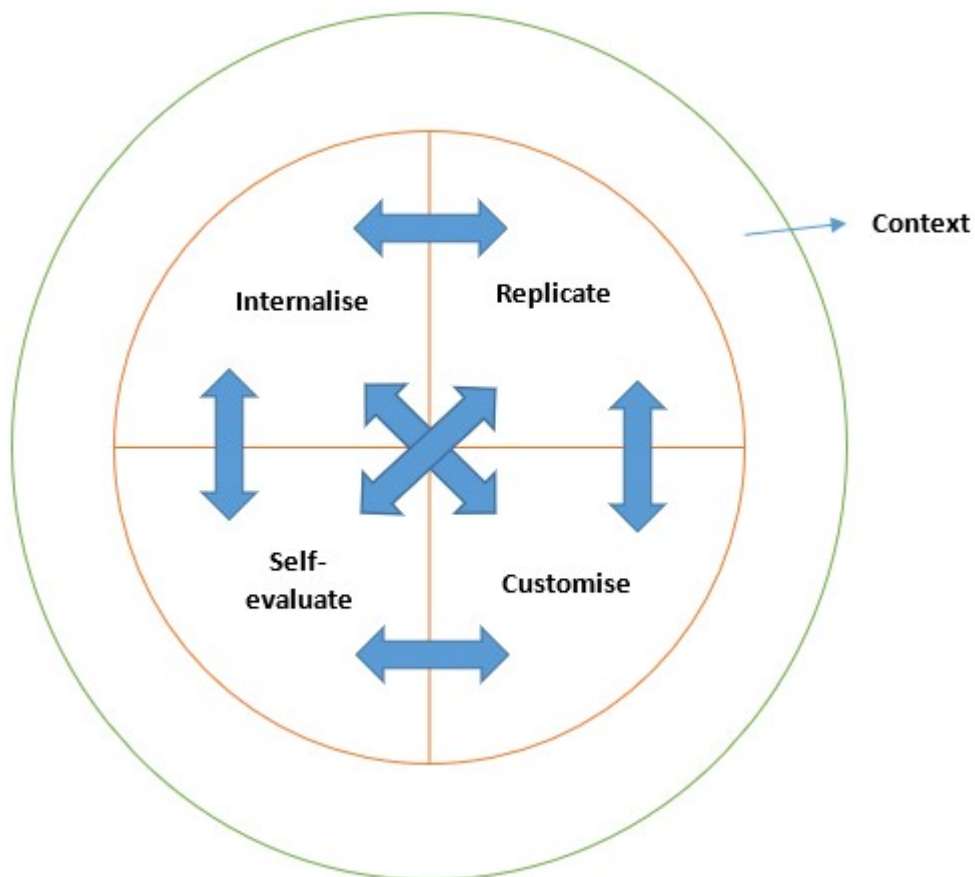 Context
Internalise
Replicate
Self-
evaluate
Customise